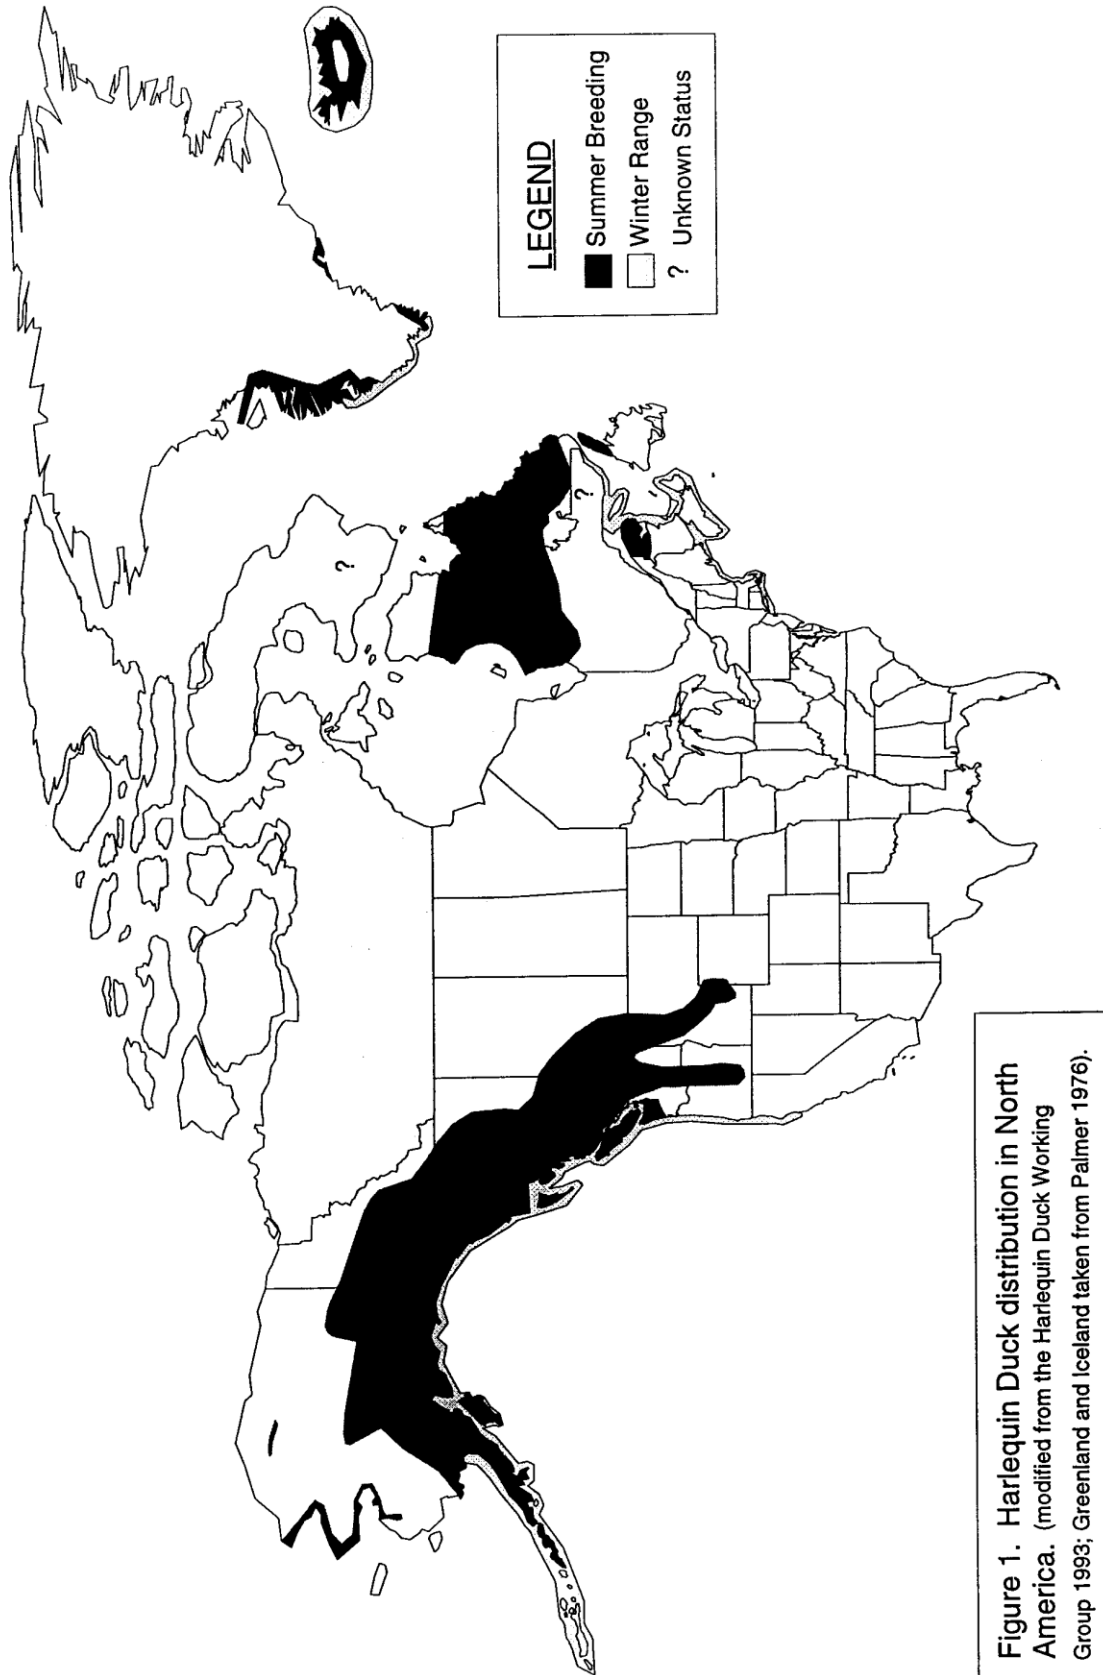 LEGEND
Summer Breeding
Winter Range
? Unknown Status
?
?
Figure 1. Harlequin Duck distribution in North
America. (modified from the Harlequin Duck Working
Group 1993; Greenland and Iceland taken from Palmer 1976).